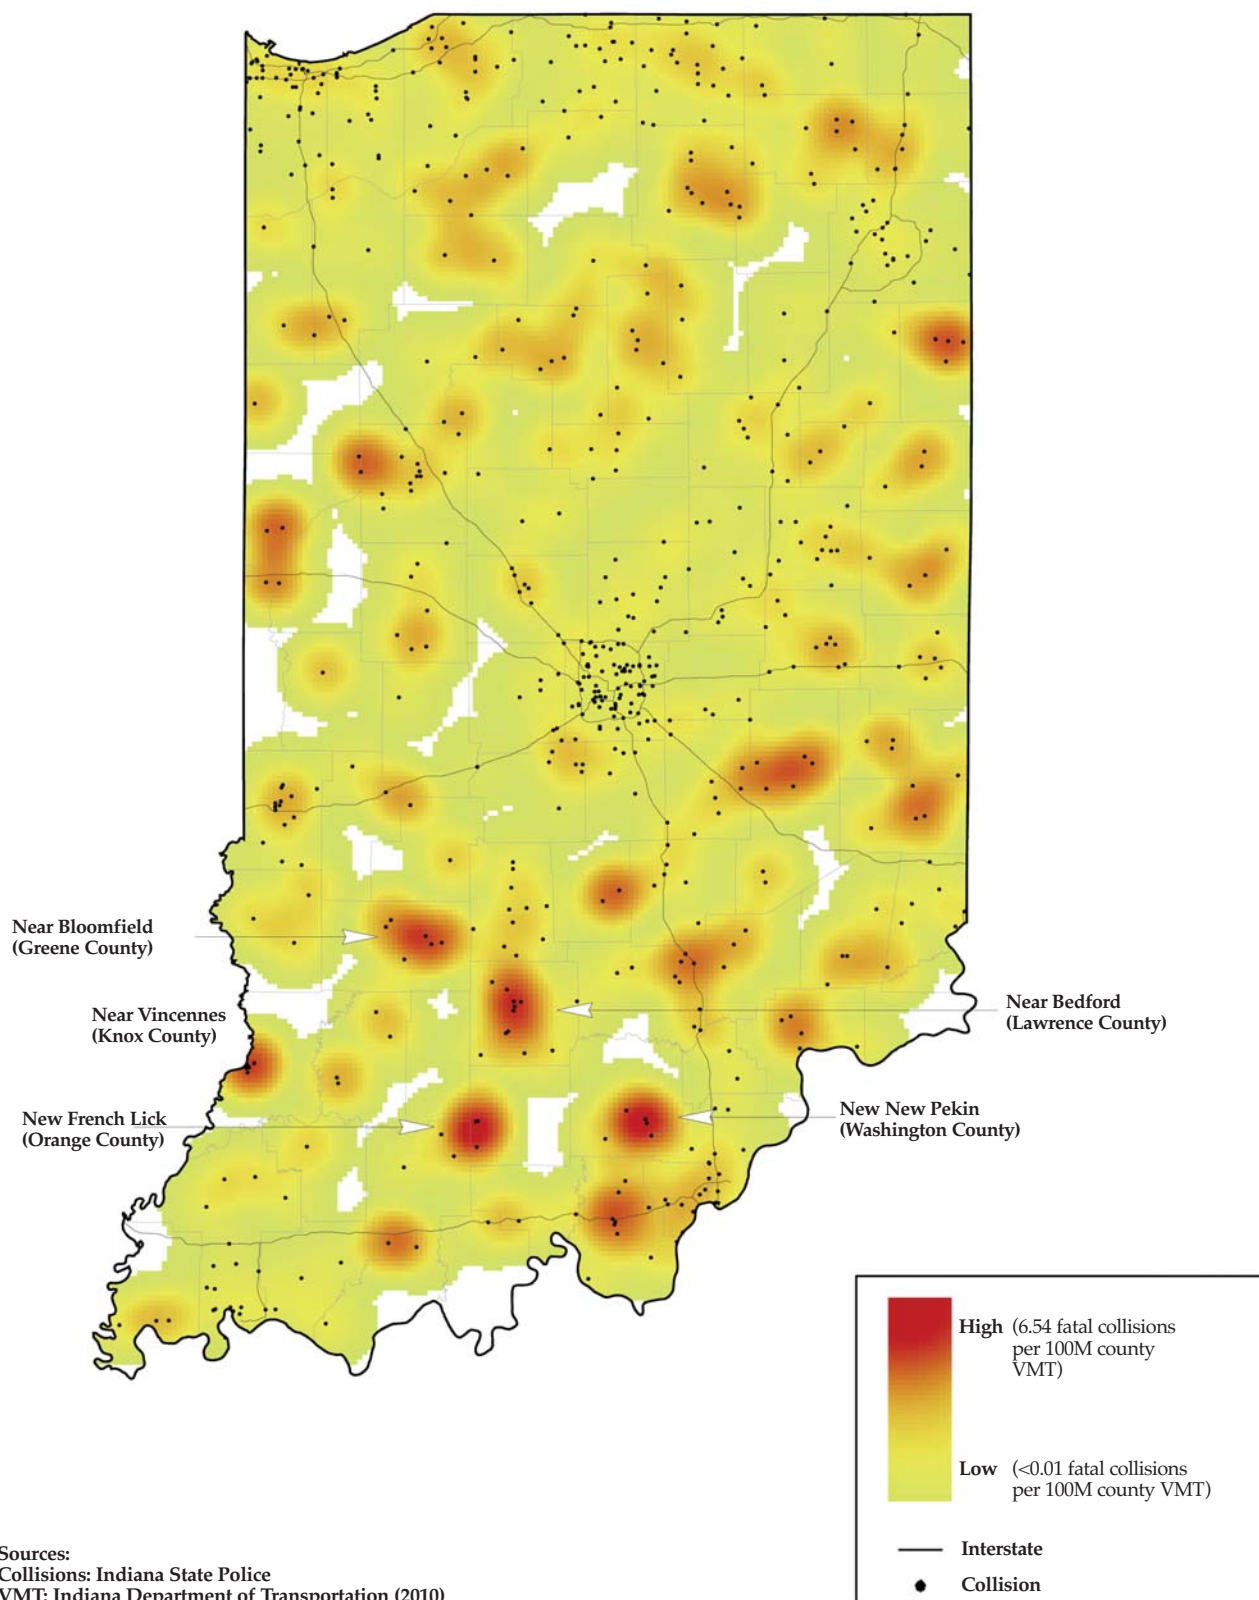 Near Bloomfield
(Greene County)
Near Vincennes
(Knox County)
Near Bedford
(Lawrence County)
New French Lick
(Orange County)
New New Pekin
(Washington County)
High (6.54 fatal collisions
per 100M county
VMT)
Low (<0.01 fatal collisions
per 100M county VMT)
Interstate
Collision
Sources:
Collisions: Indiana State Police
VMT: Indiana Department of Transportation (2010)